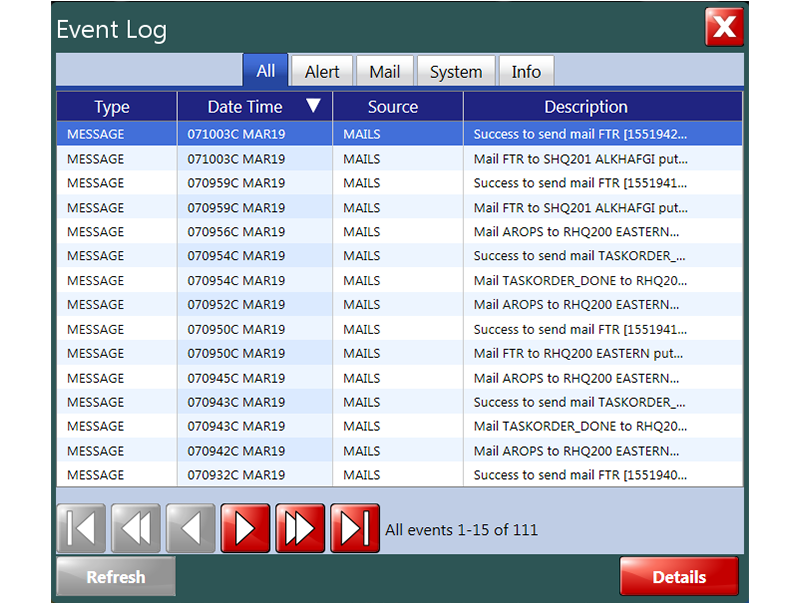 Event Log
X
All Alert Mail System Info
Type Date Time Source Description
MESSAGE 071003C MAR19 MAILS Success to send mail FTR [1551942...
MESSAGE 071003C MAR19 MAILS Mail FTR to SHQ201 ALKHAFGI put...
MESSAGE 070959C MAR19 MAILS Success to send mail FTR [1551941...
MESSAGE 070959C MAR19 MAILS Mail FTR to SHQ201 ALKHAFGI put...
MESSAGE 070956C MAR19 MAILS Mail AROPS to RHQ200 EASTERN...
MESSAGE 070954C MAR19 MAILS Success to send mail TASKORDER_...
MESSAGE 070954C MAR19 MAILS Mail TASKORDER_DONE to RHQ20...
MESSAGE 070952C MAR19 MAILS Mail AROPS to RHQ200 EASTERN...
MESSAGE 070950C MAR19 MAILS Success to send mail FTR [1551941...
MESSAGE 070950C MAR19 MAILS Mail FTR to RHQ200 EASTERN put...
MESSAGE 070945C MAR19 MAILS Mail AROPS to RHQ200 EASTERN...
MESSAGE 070943C MAR19 MAILS Success to send mail TASKORDER_...
MESSAGE 070943C MAR19 MAILS Mail TASKORDER_DONE to RHQ20...
MESSAGE 070942C MAR19 MAILS Mail AROPS to RHQ200 EASTERN...
MESSAGE 070932C MAR19 MAILS Success to send mail FTR [1551940...
All events 1-15 of 111
Refresh Details